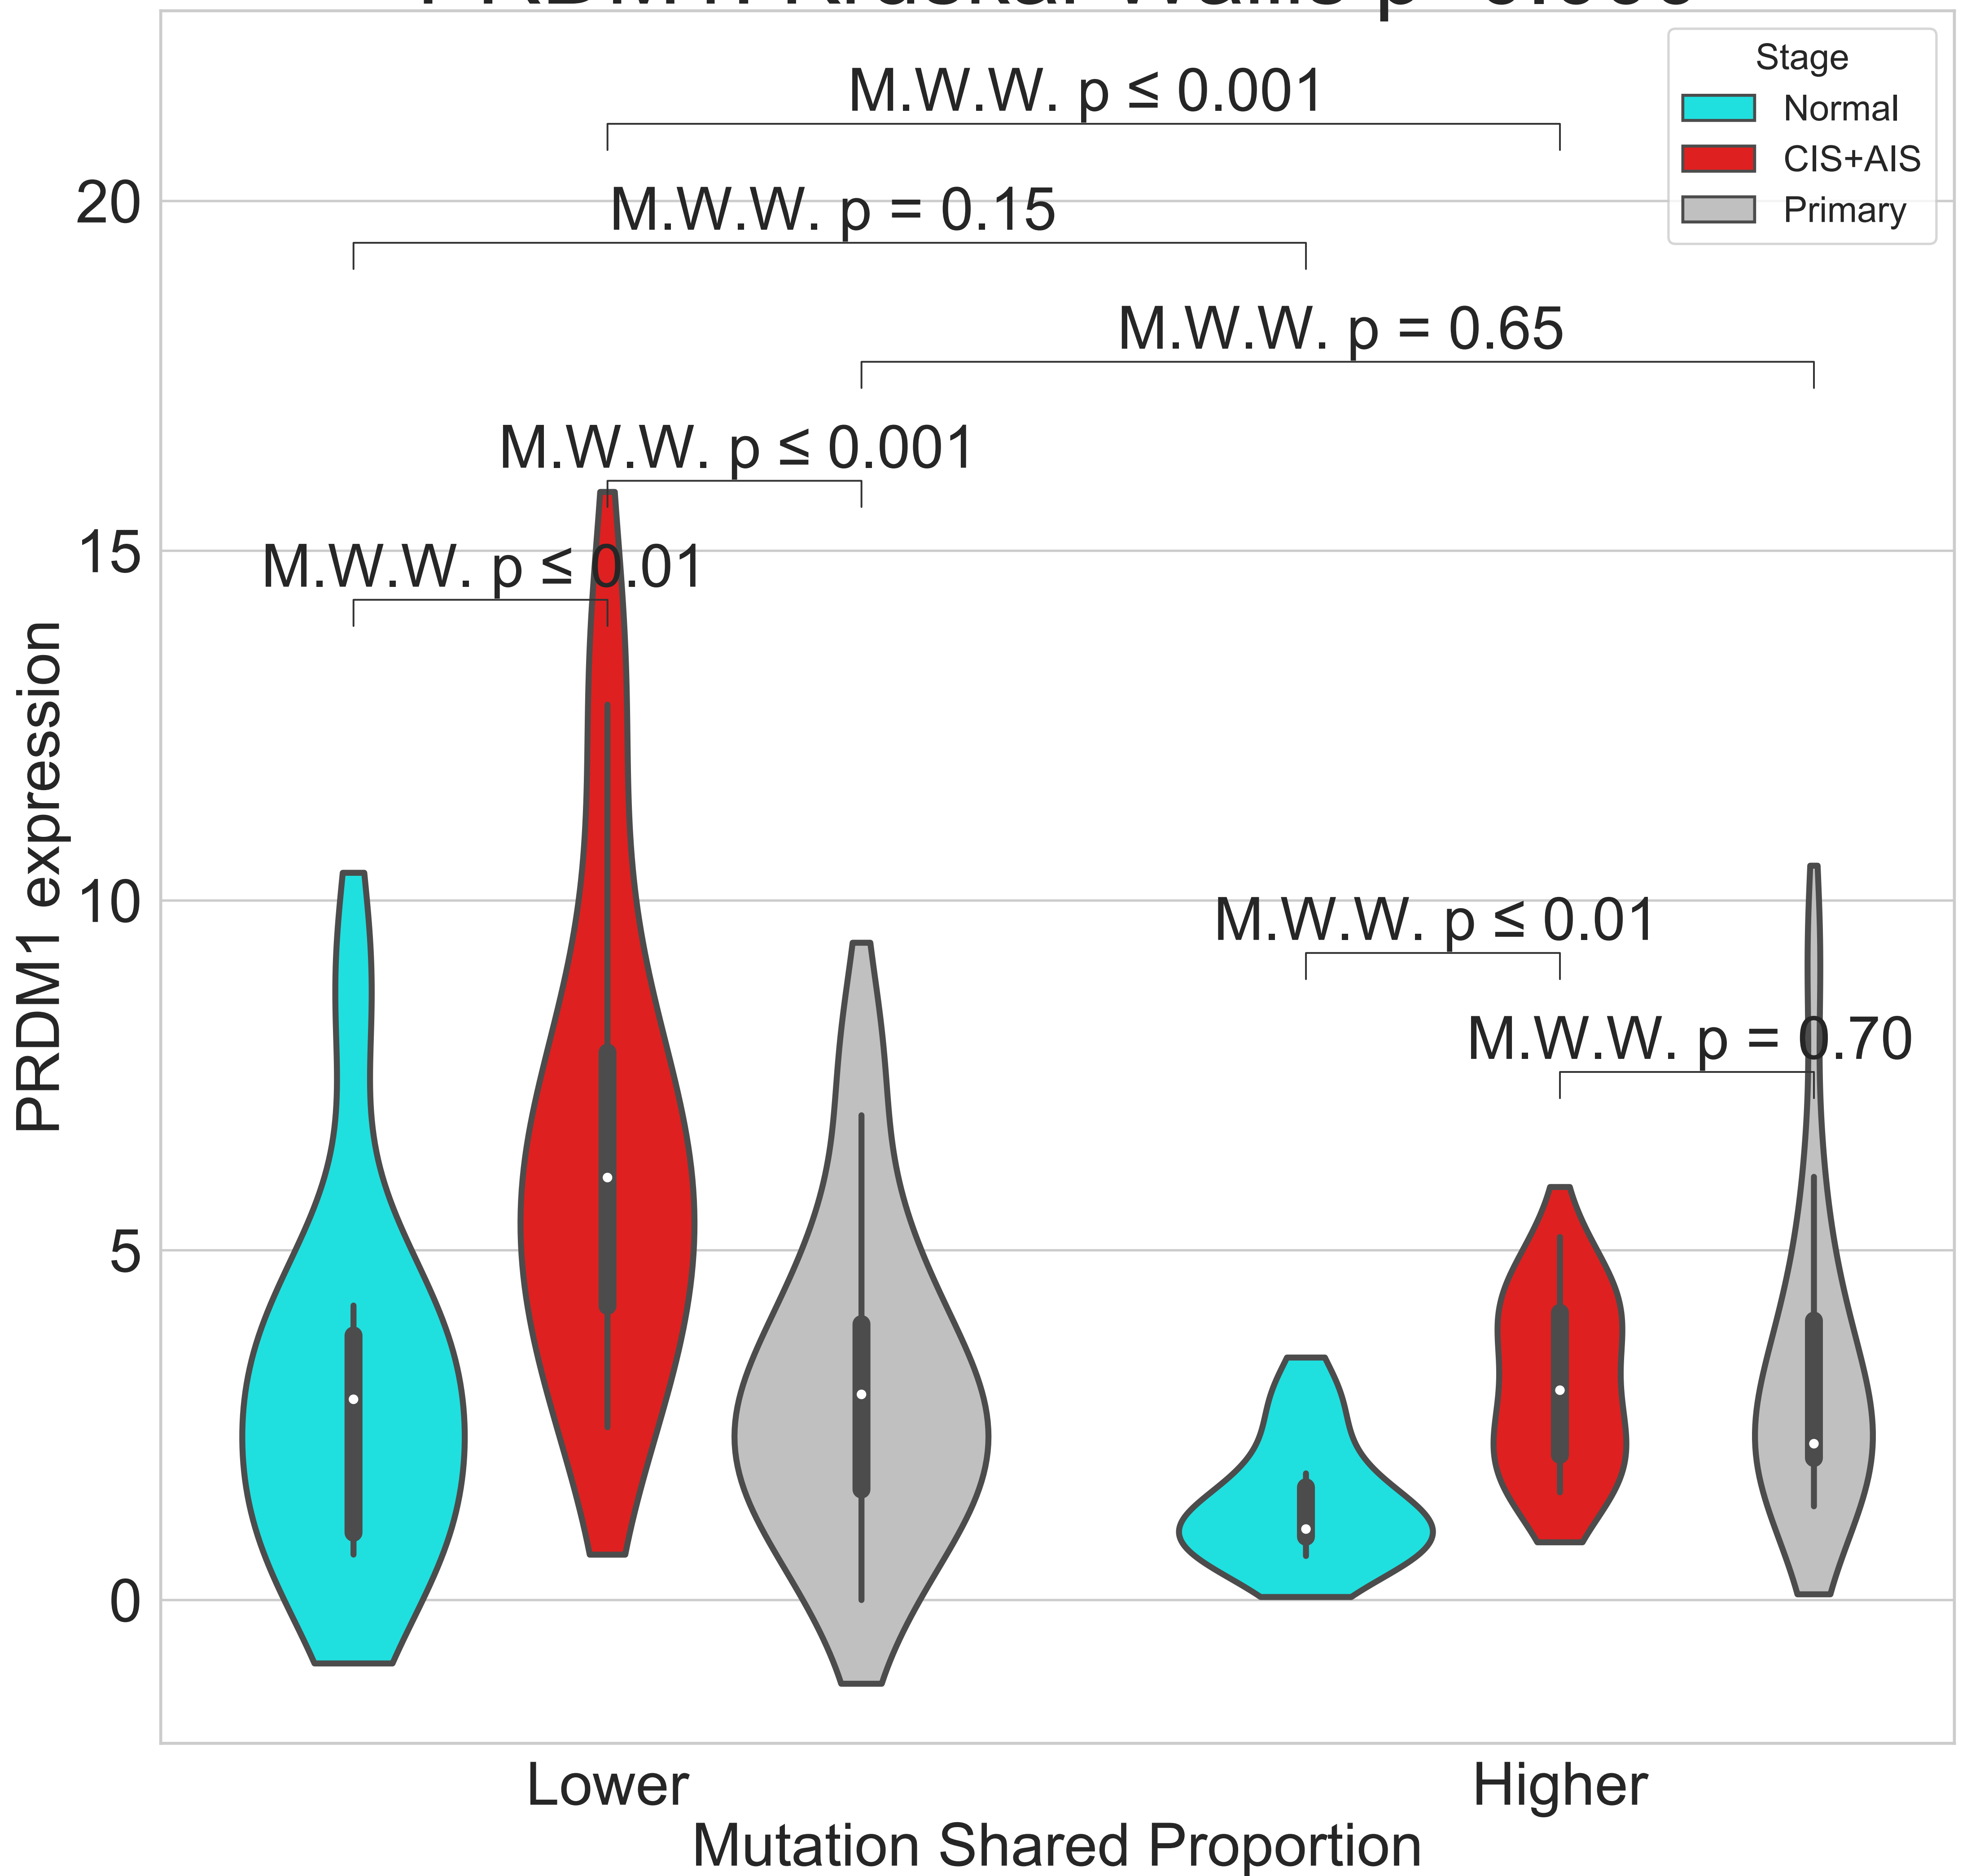 Stage
Normal
CIS+AIS
Primary
M.W.W. p ≤ 0.001
M.W.W. p = 0.15
M.W.W. p = 0.65
M.W.W. p ≤ 0.001
M.W.W. p ≤ 0.01
M.W.W. p ≤ 0.01
M.W.W. p = 0.70
20
15
10
5
0
PRDM1 expression
Lower
Higher
Mutation Shared Proportion